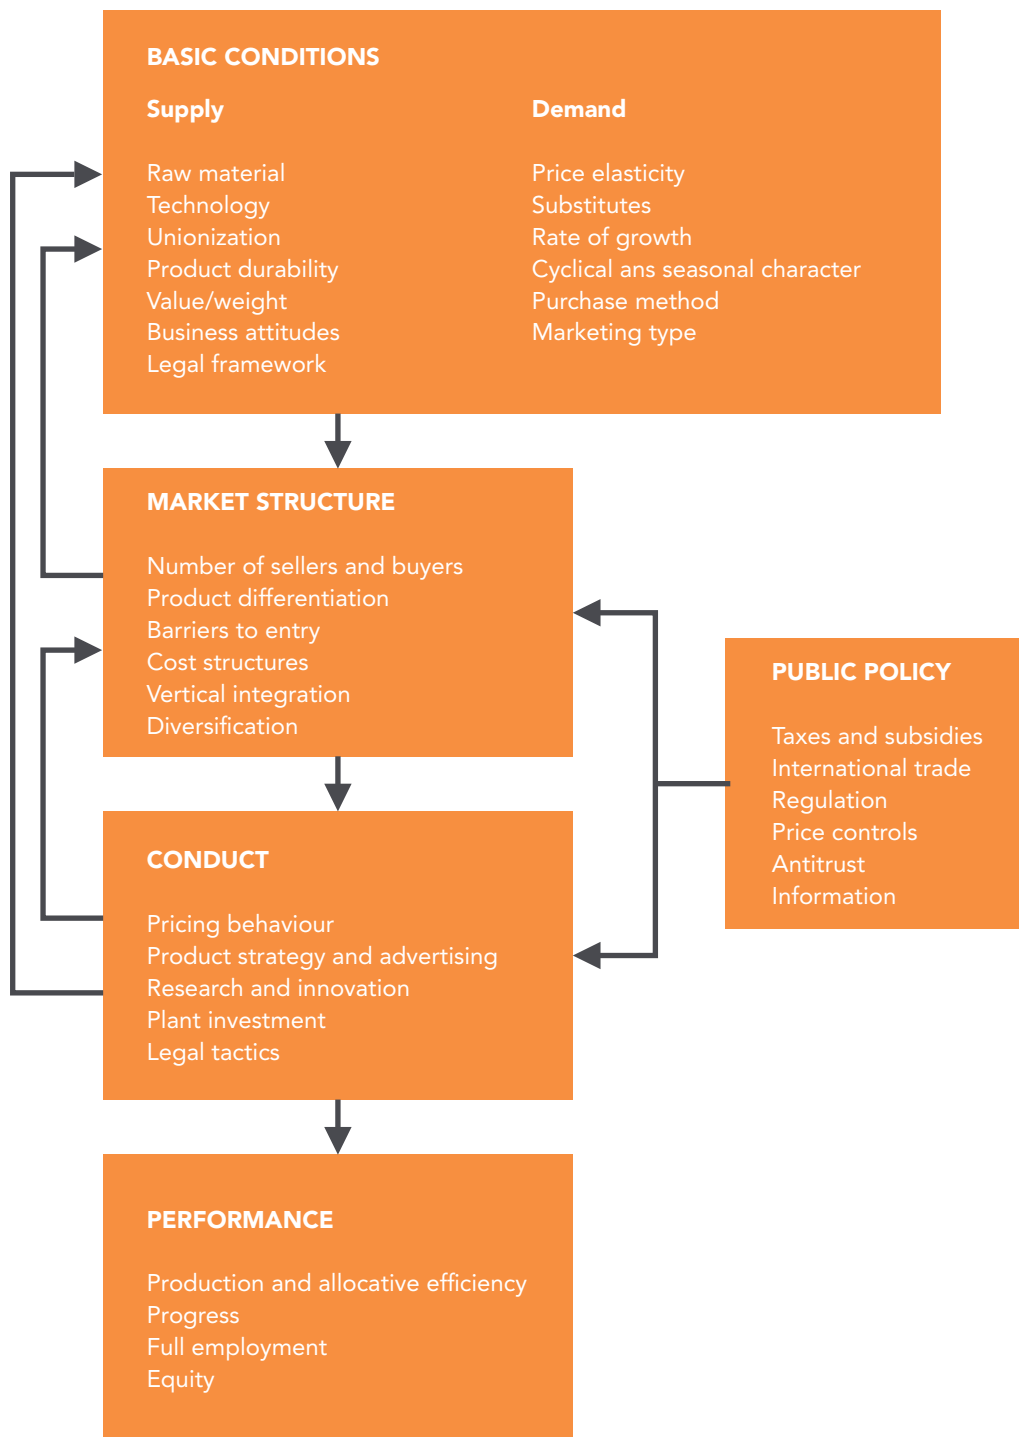 BASIC CONDITIONS
Supply
Raw material
Technology
Unionization
Product durability
Value/weight
Business attitudes
Legal framework
Demand
Price elasticity
Substitutes
Rate of growth
Cyclical ans seasonal character
Purchase method
Marketing type
MARKET STRUCTURE
Number of sellers and buyers
Product differentiation
Barriers to entry
Cost structures
Vertical integration
Diversification
PUBLIC POLICY
Taxes and subsidies
International trade
Regulation
Price controls
Antitrust
Information
CONDUCT
Pricing behaviour
Product strategy and advertising
Research and innovation
Plant investment
Legal tactics
PERFORMANCE
Production and allocative efficiency
Progress
Full employment
Equity